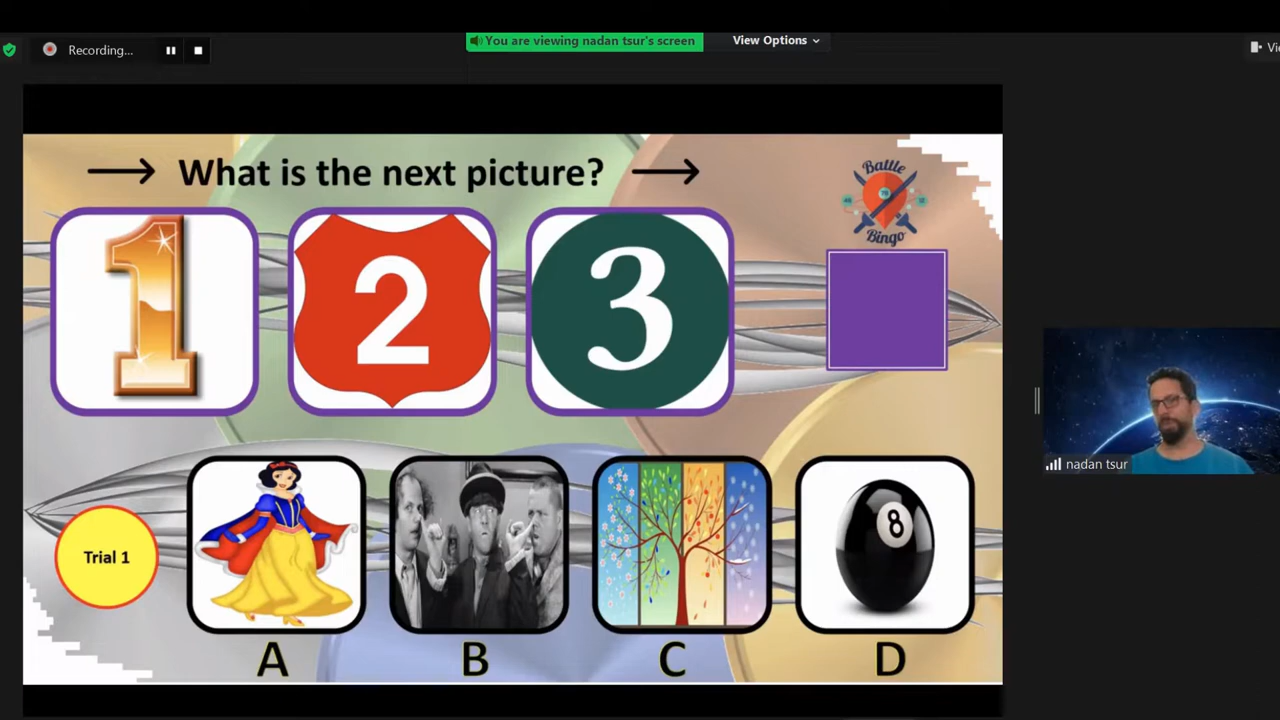 Recording...
You are viewing nadan tsur's screen
View Options
→ What is the next picture? →
Battle
Bingo
1
2
3
8
Trial 1
A
B
C
D
nadan tsur